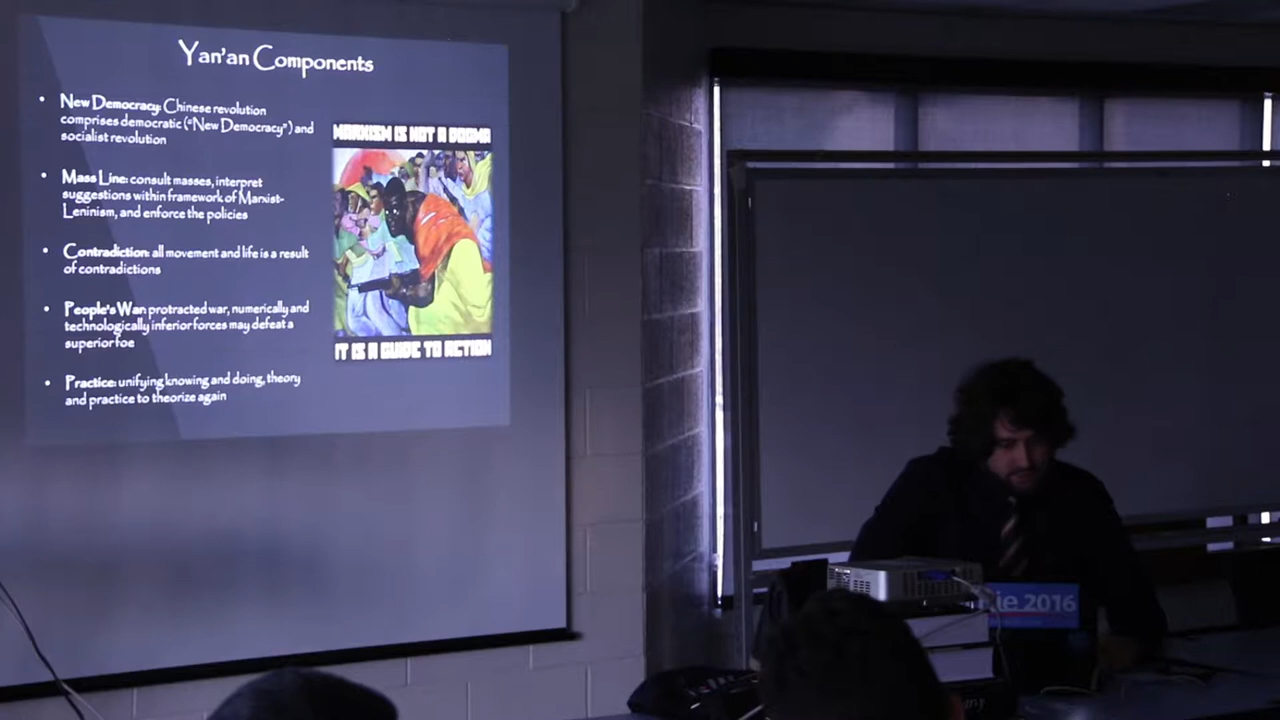 Yan'an Components
• New Democracy: Chinese revolution
comprises democratic ("New Democracy") and
socialist revolution
• Mass Line: consult masses, interpret
suggestions within framework of Marxist-
Leninism, and enforce the policies
• Contradiction: all movement and life is a result
of contradictions
• People's War: protracted war, numerically and
technologically inferior forces may defeat a
superior foe
• Practice: unifying knowing and doing, theory
and practice to theorize again
MARXISM IS NOT A DOGMA
IT IS A GUIDE TO ACTION
ie 2016